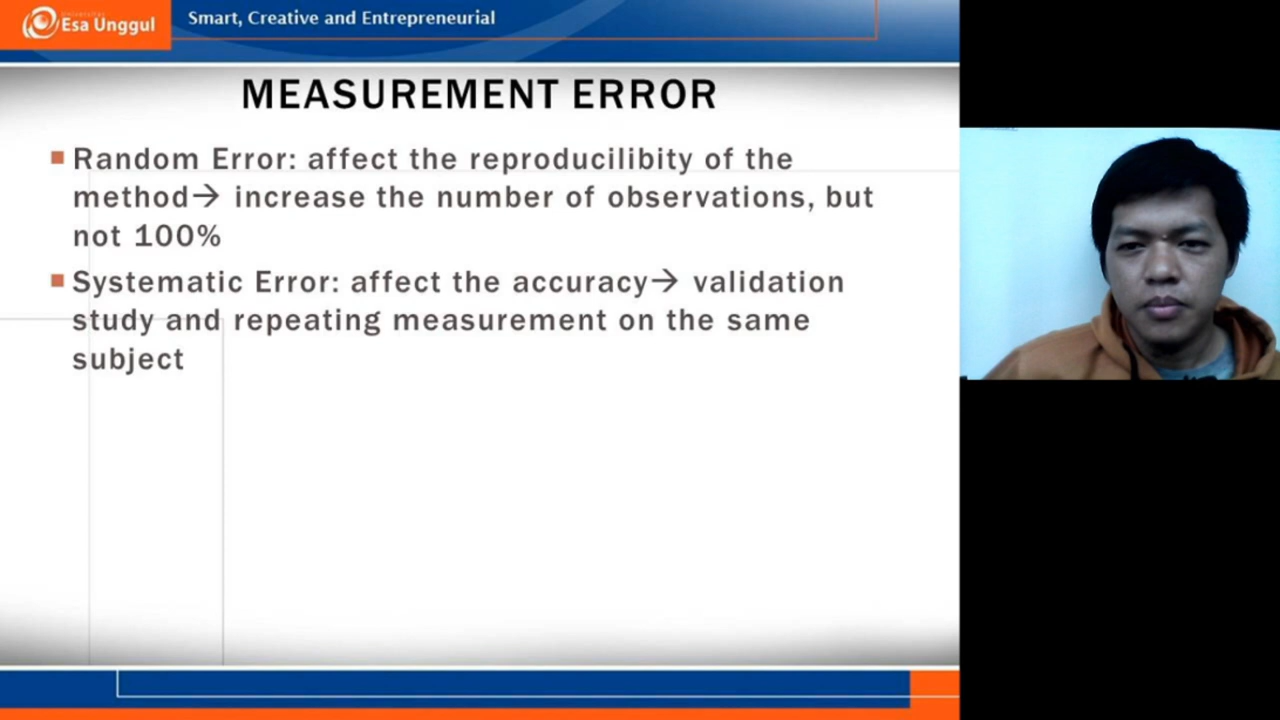 Universitas
Esa Unggul
Smart, Creative and Entrepreneurial
MEASUREMENT ERROR
Random Error: affect the reproducilibity of the
method→ increase the number of observations, but
not 100%
Systematic Error: affect the accuracy→ validation
study and repeating measurement on the same
subject